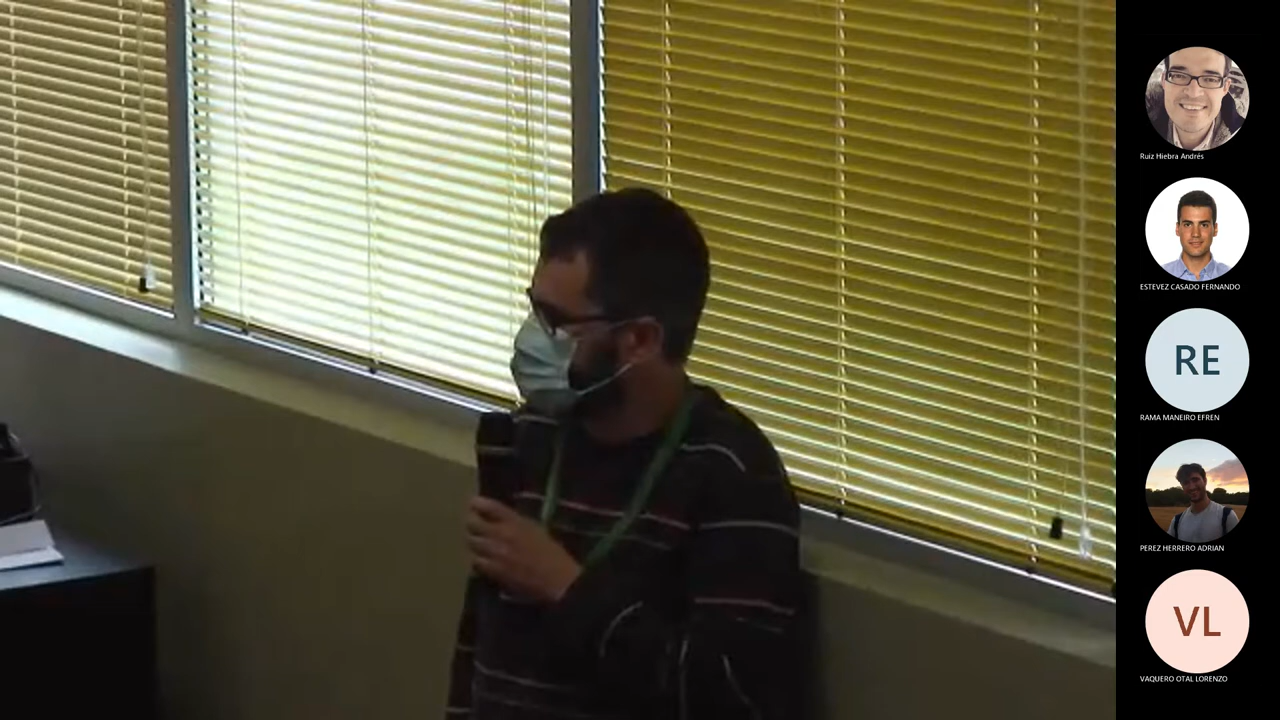 Ruiz Hiebra Andrés
ESTEVEZ CASADO FERNANDO
RE
RAMA MANEIRO EFREN
PEREZ HERRERO ADRIAN
VL
VAQUERO OTAL LORENZO